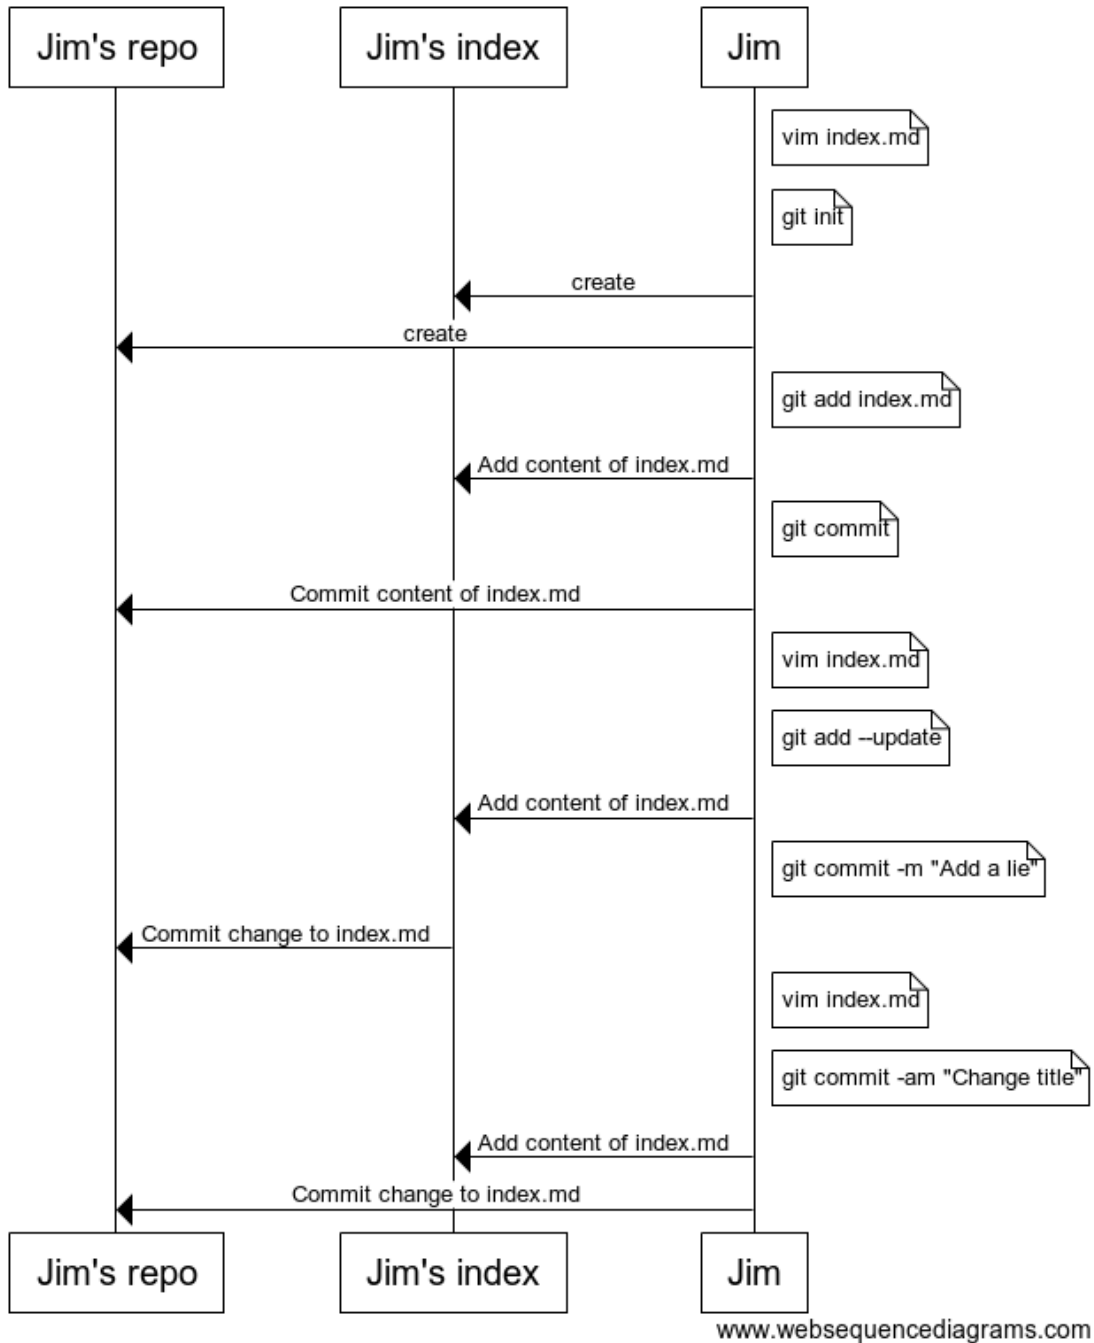 Jim's repo Jim's index Jim
vim index.md
git init
create
create
git add index.md
Add content of index.md
git commit
Commit content of index.md
vim index.md
git add --update
Add content of index.md
git commit -m "Add a lie"
Commit change to index.md
vim index.md
git commit -am "Change title"
Add content of index.md
Commit change to index.md
Jim's repo Jim's index Jim
www.websequencediagrams.com